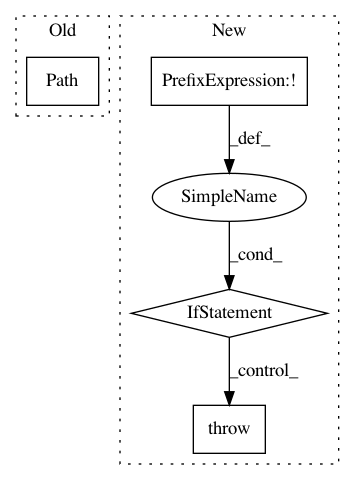 Old
New
Path
PrefixExpression:!
_def_
SimpleName
_cond_
IfStatement
_control_
throw